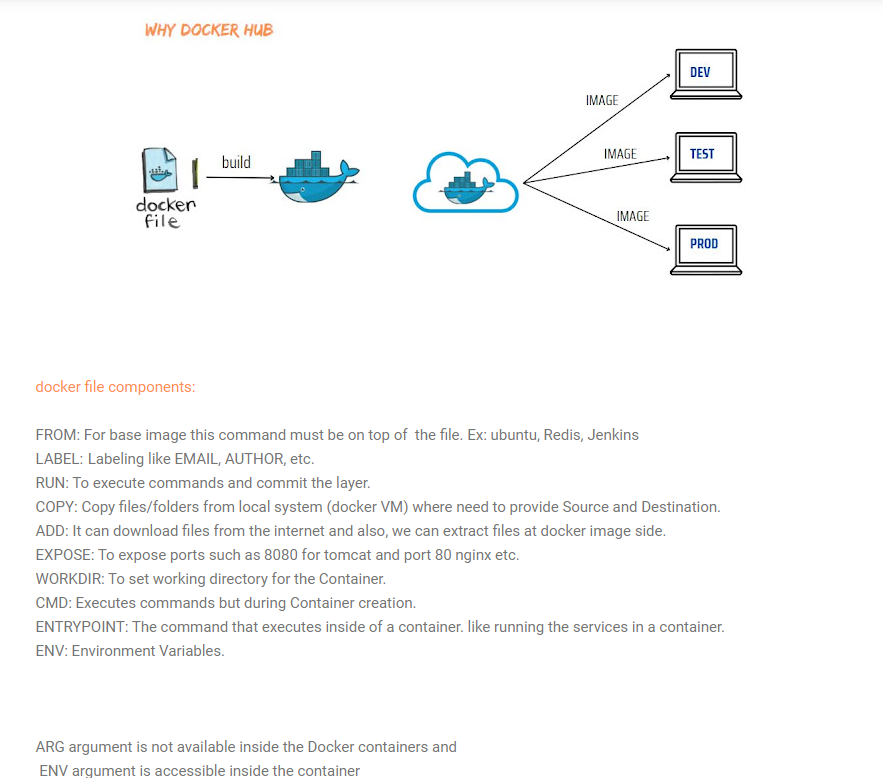 WHY DOCKER HUB
DEV
IMAGE
build
IMAGE
TEST
docker
file
IMAGE
PROD
docker file components:
FROM: For base image this command must be on top of  the file. Ex: ubuntu, Redis, Jenkins
LABEL: Labeling like EMAIL, AUTHOR, etc.
RUN: To execute commands and commit the layer.
COPY: Copy files/folders from local system (docker VM) where need to provide Source and Destination.
ADD: It can download files from the internet and also, we can extract files at docker image side.
EXPOSE: To expose ports such as 8080 for tomcat and port 80 nginx etc.
WORKDIR: To set working directory for the Container.
CMD: Executes commands but during Container creation.
ENTRYPOINT: The command that executes inside of a container. like running the services in a container.
ENV: Environment Variables.
ARG argument is not available inside the Docker containers and
ENV argument is accessible inside the container